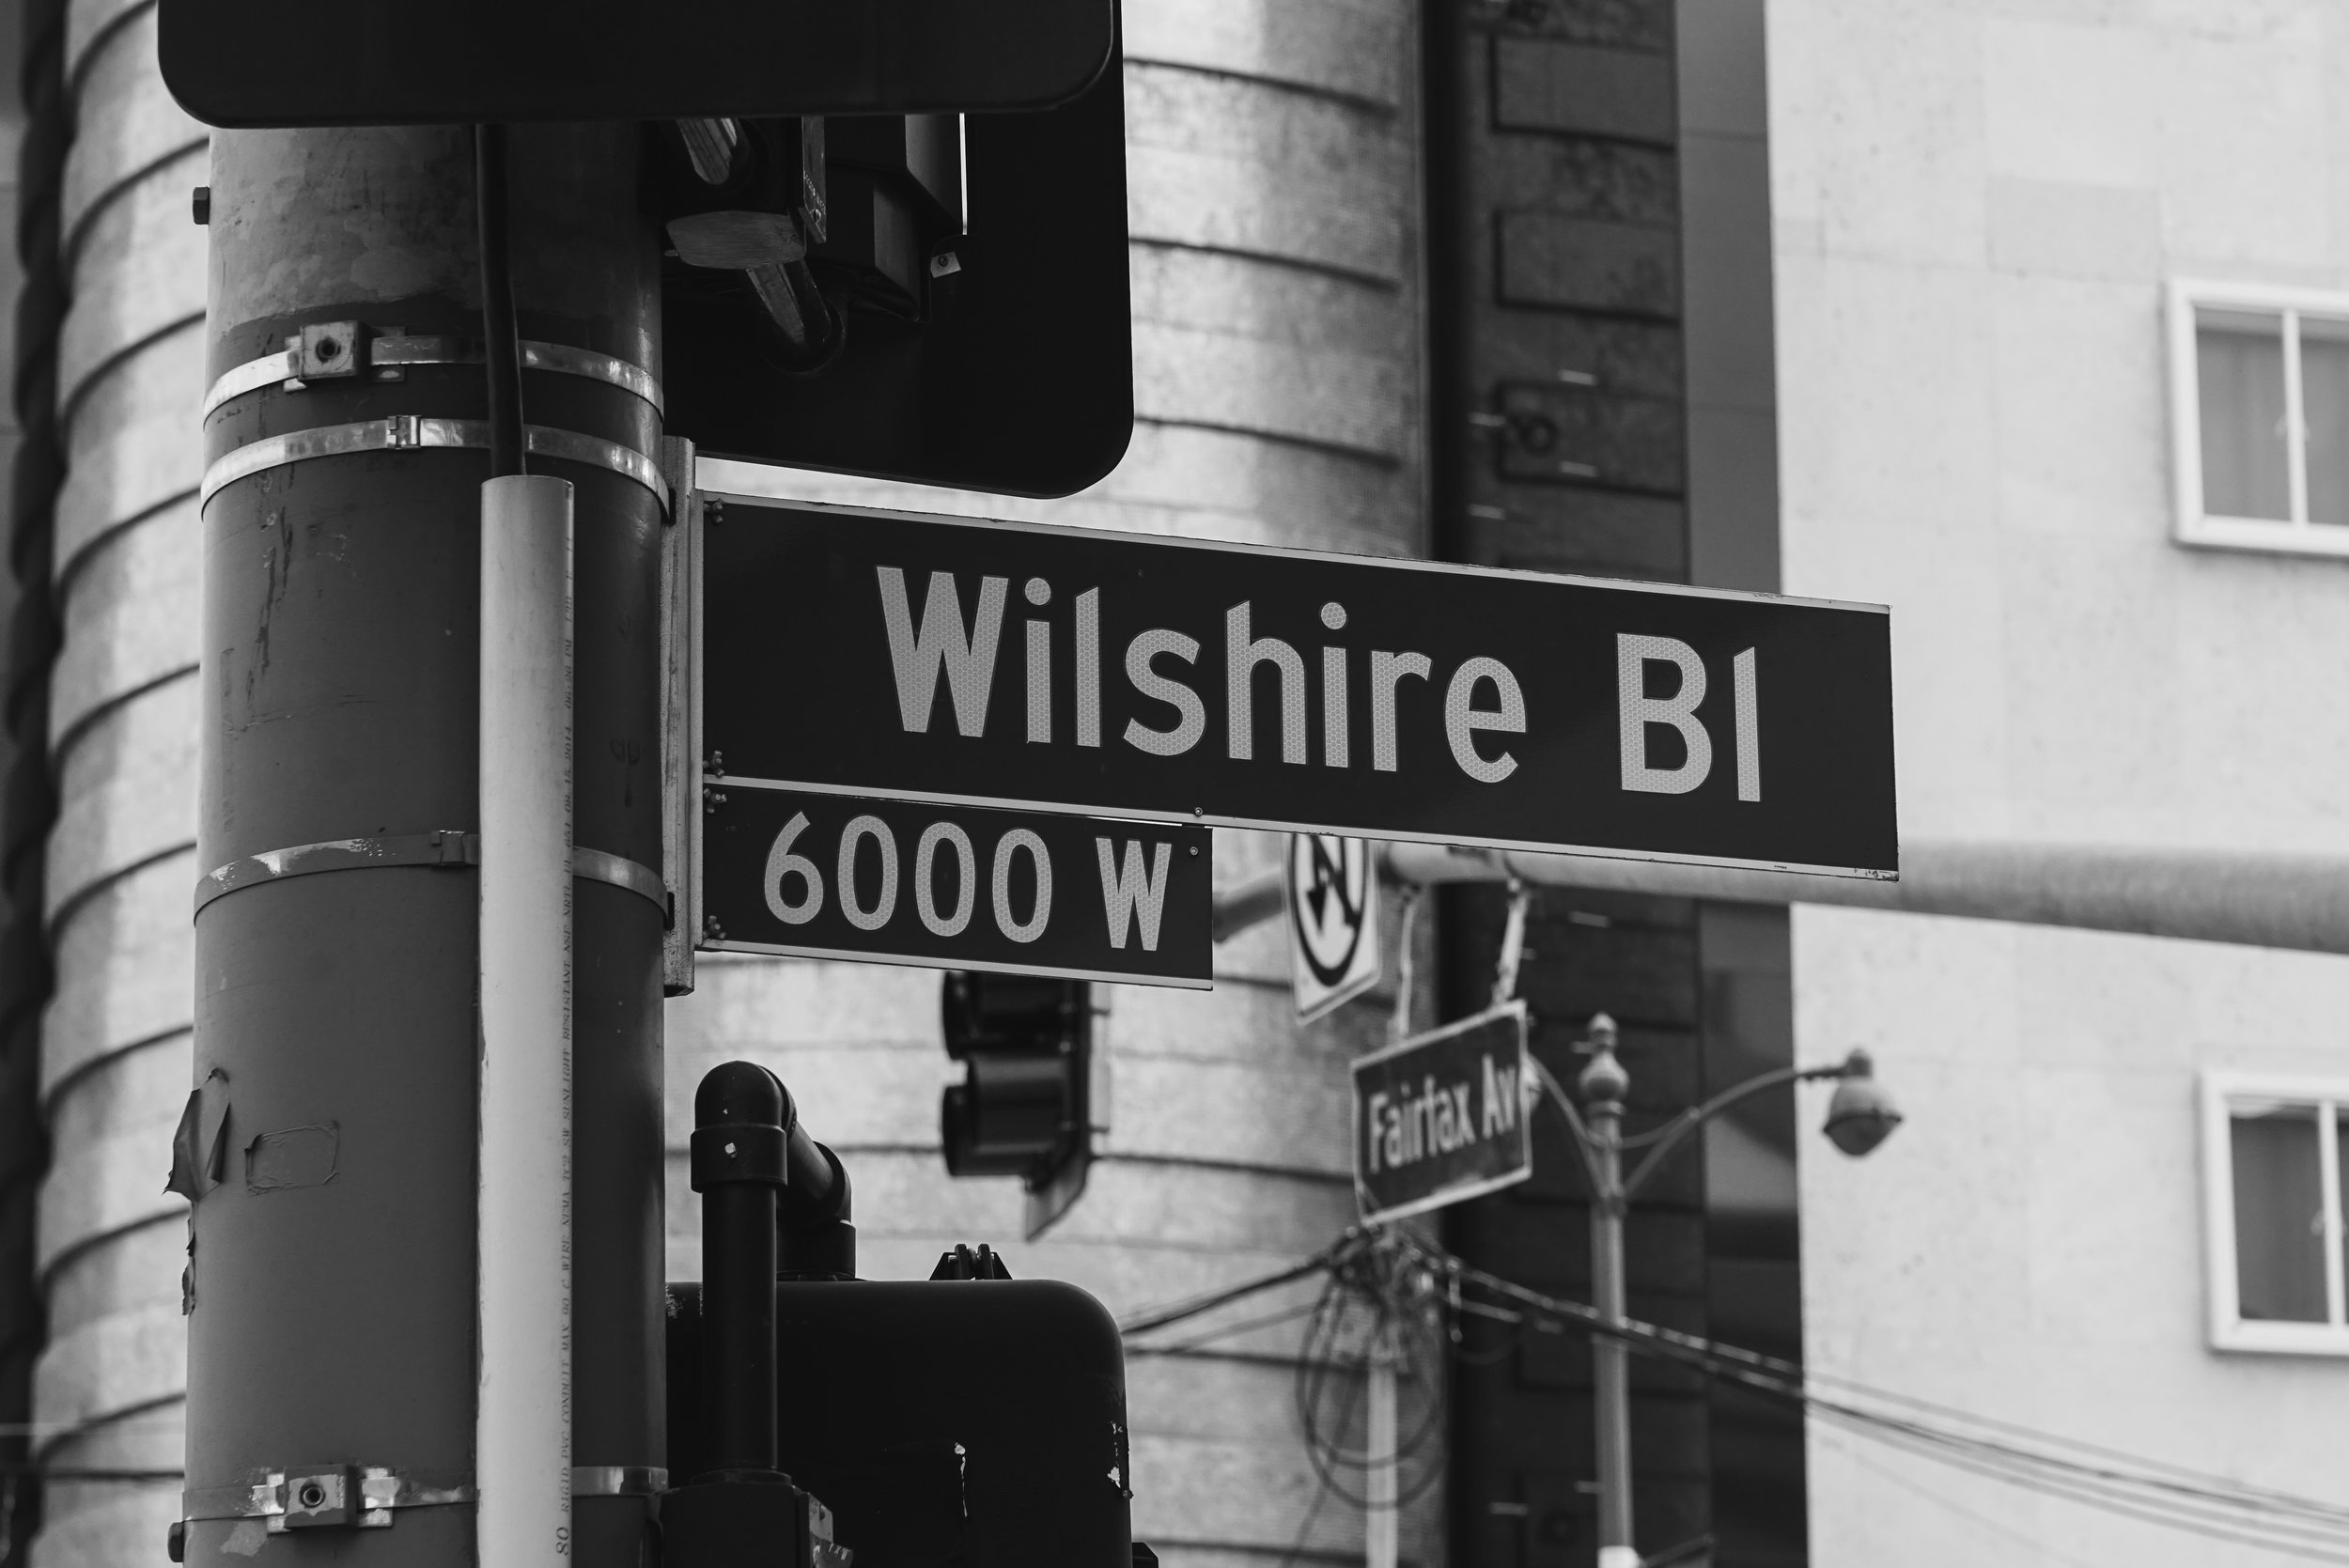 Wilshire Bl
6000 W
Fairfax Av